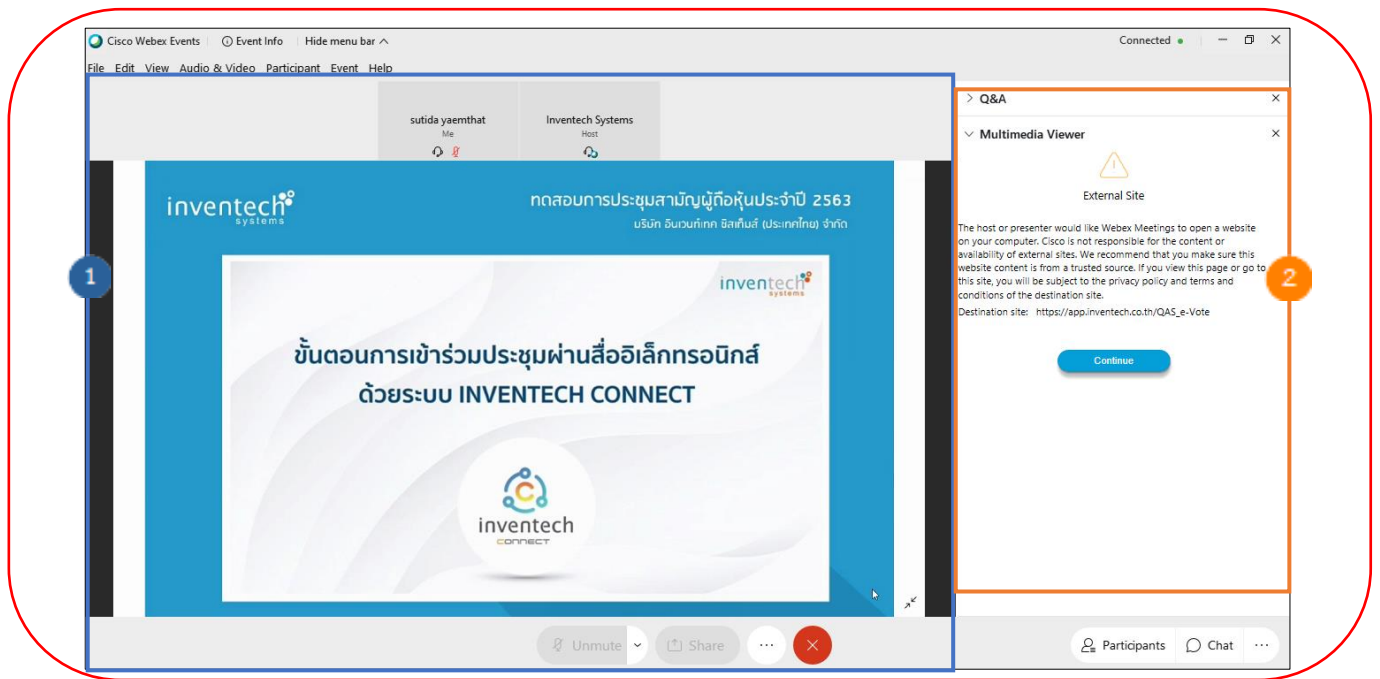 Cisco Webex Events
Event Info
Hide menu bar
Connected
File Edit View Audio & Video Participant Event Help
sutida yaemthat
Me
Inventech Systems
Host
inventech
systems
ทดสอบการประชุมสามัญผู้ถือหุ้นประจำปี 2563
บริษัท อินเวนท์เทค ซิสเท็มส์ (ประเทศไทย) จำกัด
inventech
systems
ขั้นตอนการเข้าร่วมประชุมผ่านสื่ออิเล็กทรอนิกส์
ด้วยระบบ INVENTECH CONNECT
C
inventech
CONNECT
1
Unmute
Share
Q&A
Multimedia Viewer
External Site
The host or presenter would like Webex Meetings to open a website
on your computer. Cisco is not responsible for the content or
availability of external sites. We recommend that you make sure this
website content is from a trusted source. If you view this page or go to
this site, you will be subject to the privacy policy and terms and
conditions of the destination site.
Destination site: https://app.inventech.co.th/QAS_e-Vote
Continue
2
Participants
Chat